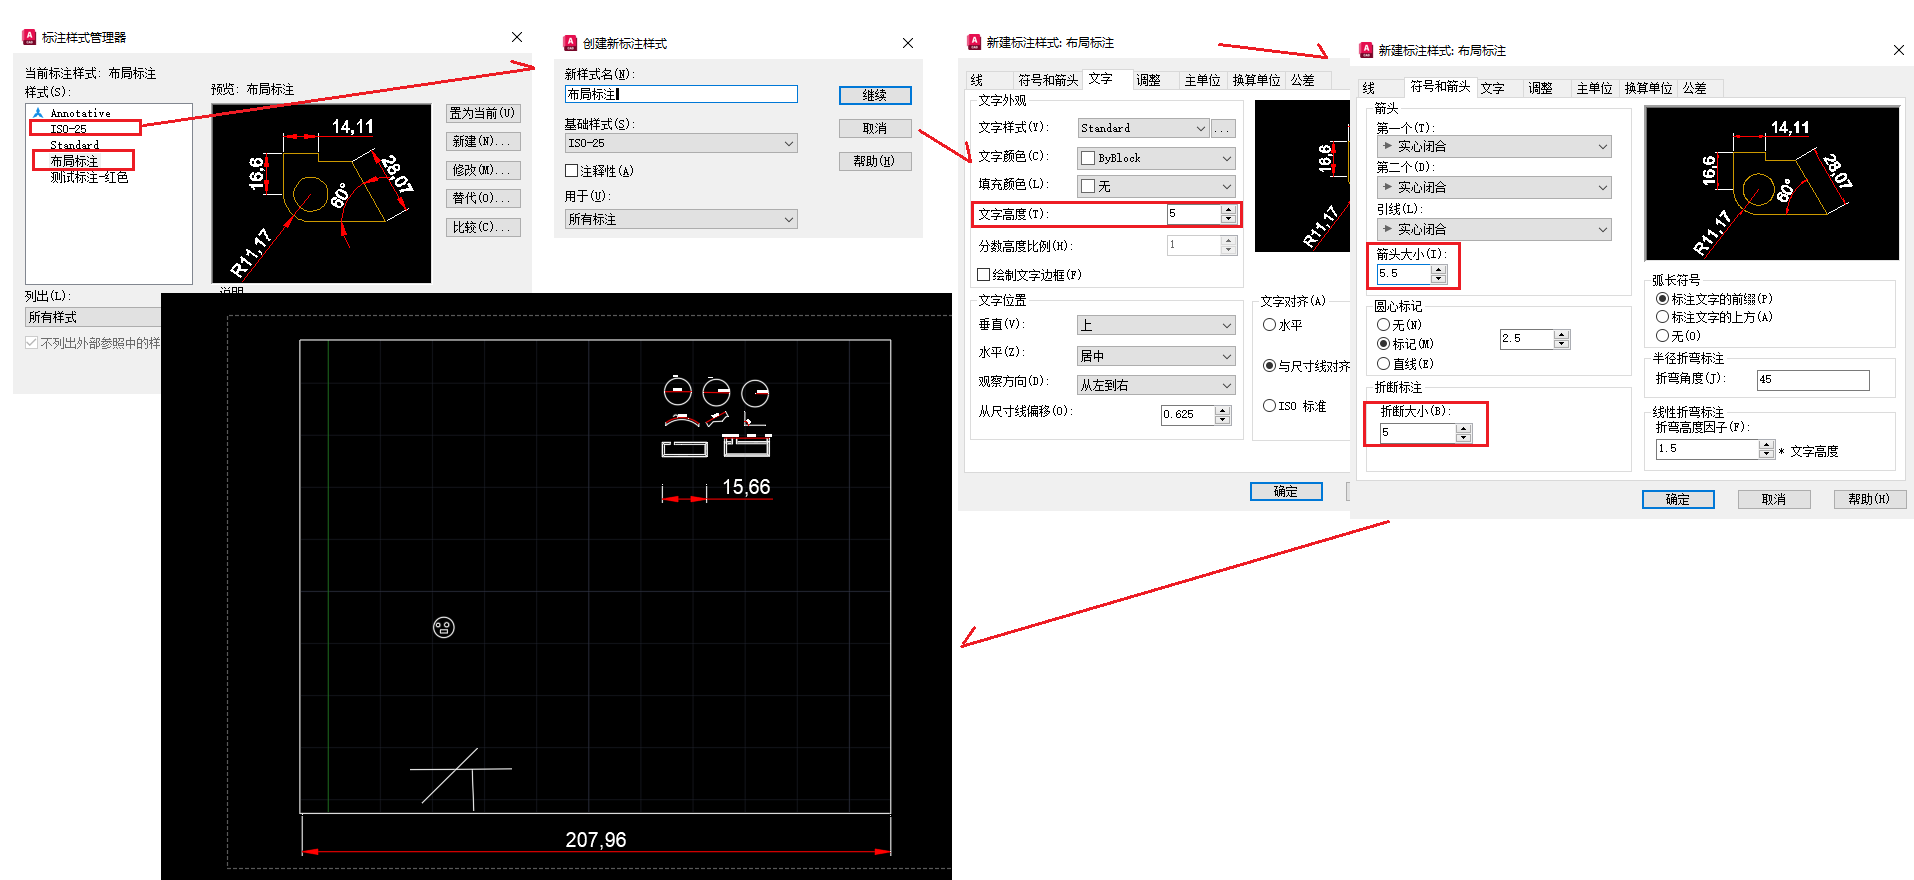 标注样式管理器
当前标注样式: 布局标注
样式(S):
Annotative
ISO-25
Standard
布局标注
测试标注-红色
预览: 布局标注
14,11
16,6
28,07
60°
R11,17
置为当前(U)
新建(N)...
修改(M)...
替代(O)...
比较(C)...
列出(L):
所有样式
不列出外部参照中的样
说明
创建新标注样式
新样式名(N):
布局标注
基础样式(S):
ISO-25
注释性(A)
用于(U):
所有标注
继续
取消
帮助(H)
新建标注样式: 布局标注
线 符号和箭头 文字 调整 主单位 换算单位 公差
文字外观
文字样式(Y): Standard ...
文字颜色(C): ByBlock
填充颜色(L): 无
文字高度(T): 5
分数高度比例(H): 1
绘制文字边框(F)
文字位置
垂直(V): 上
水平(Z): 居中
观察方向(D): 从左到右
从尺寸线偏移(O): 0.625
16,6
R11,17
文字对齐(A)
水平
与尺寸线对齐
ISO 标准
确定
新建标注样式: 布局标注
线 符号和箭头 文字 调整 主单位 换算单位 公差
箭头
第一个(T):
实心闭合
第二个(D):
实心闭合
引线(L):
实心闭合
箭头大小(I):
5.5
圆心标记
无(N)
标记(M) 2.5
直线(E)
折断标注
折断大小(B):
5
14,11
16,6
28,07
60°
R11,17
弧长符号
标注文字的前缀(P)
标注文字的上方(A)
无(O)
半径折弯标注
折弯角度(J): 45
线性折弯标注
折弯高度因子(F):
1.5 * 文字高度
确定 取消 帮助(H)
15,66
207,96